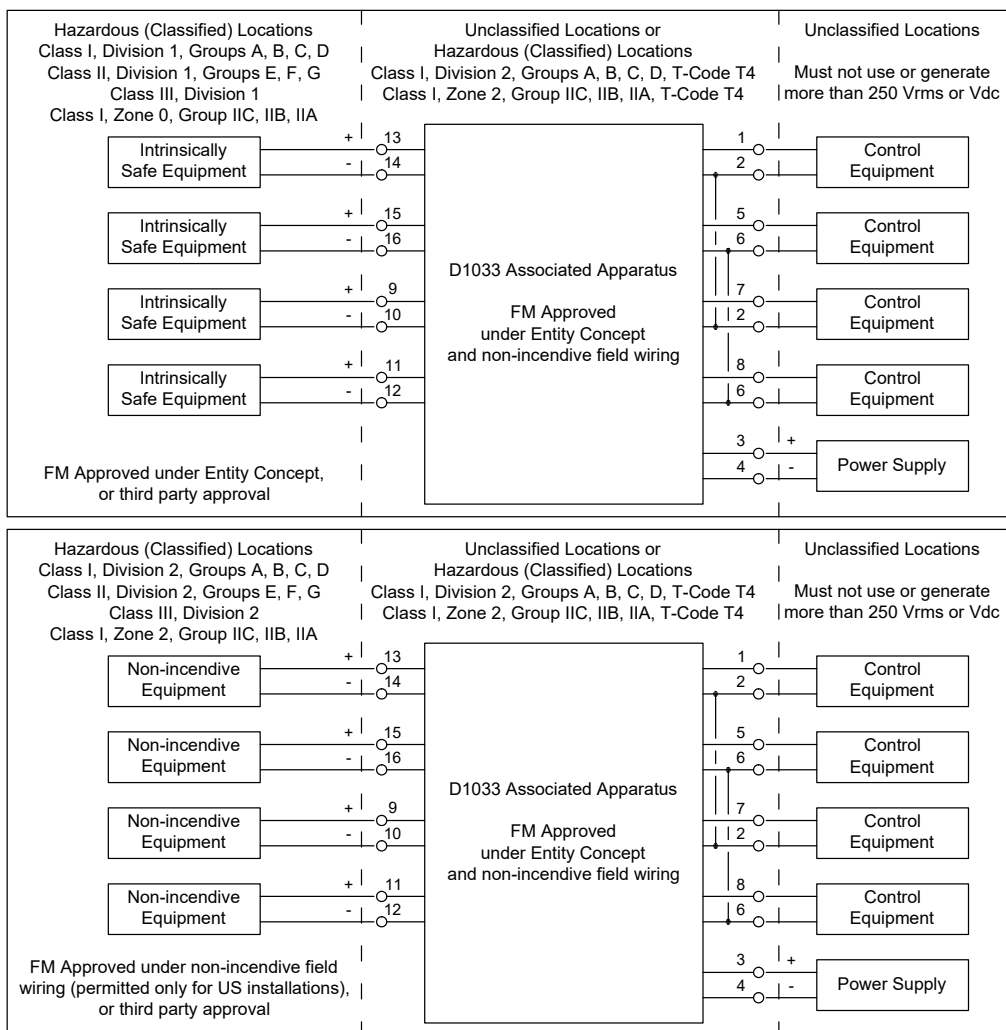 Hazardous (Classified) Locations
Class I, Division 1, Groups A, B, C, D
Class II, Division 1, Groups E, F, G
Class III, Division 1
Class I, Zone 0, Group IIC, IIB, IIA
Unclassified Locations or
Hazardous (Classified) Locations
Class I, Division 2, Groups A, B, C, D, T-Code T4
Class I, Zone 2, Group IIC, IIB, IIA, T-Code T4
Unclassified Locations
Must not use or generate
more than 250 Vrms or Vdc
Intrinsically
Safe Equipment
+ 13
- 14
Intrinsically
Safe Equipment
+ 15
- 16
Intrinsically
Safe Equipment
+ 9
- 10
Intrinsically
Safe Equipment
+ 11
- 12
D1033 Associated Apparatus
FM Approved
under Entity Concept
and non-incendive field wiring
1
2
Control
Equipment
5
6
Control
Equipment
7
2
Control
Equipment
8
6
Control
Equipment
3 +
4 -
Power Supply
FM Approved under Entity Concept,
or third party approval
Hazardous (Classified) Locations
Class I, Division 2, Groups A, B, C, D
Class II, Division 2, Groups E, F, G
Class III, Division 2
Class I, Zone 2, Group IIC, IIB, IIA
Unclassified Locations or
Hazardous (Classified) Locations
Class I, Division 2, Groups A, B, C, D, T-Code T4
Class I, Zone 2, Group IIC, IIB, IIA, T-Code T4
Unclassified Locations
Must not use or generate
more than 250 Vrms or Vdc
Non-incendive
Equipment
+ 13
- 14
Non-incendive
Equipment
+ 15
- 16
Non-incendive
Equipment
+ 9
- 10
Non-incendive
Equipment
+ 11
- 12
D1033 Associated Apparatus
FM Approved
under Entity Concept
and non-incendive field wiring
1
2
Control
Equipment
5
6
Control
Equipment
7
2
Control
Equipment
8
6
Control
Equipment
3 +
4 -
Power Supply
FM Approved under non-incendive field
wiring (permitted only for US installations),
or third party approval